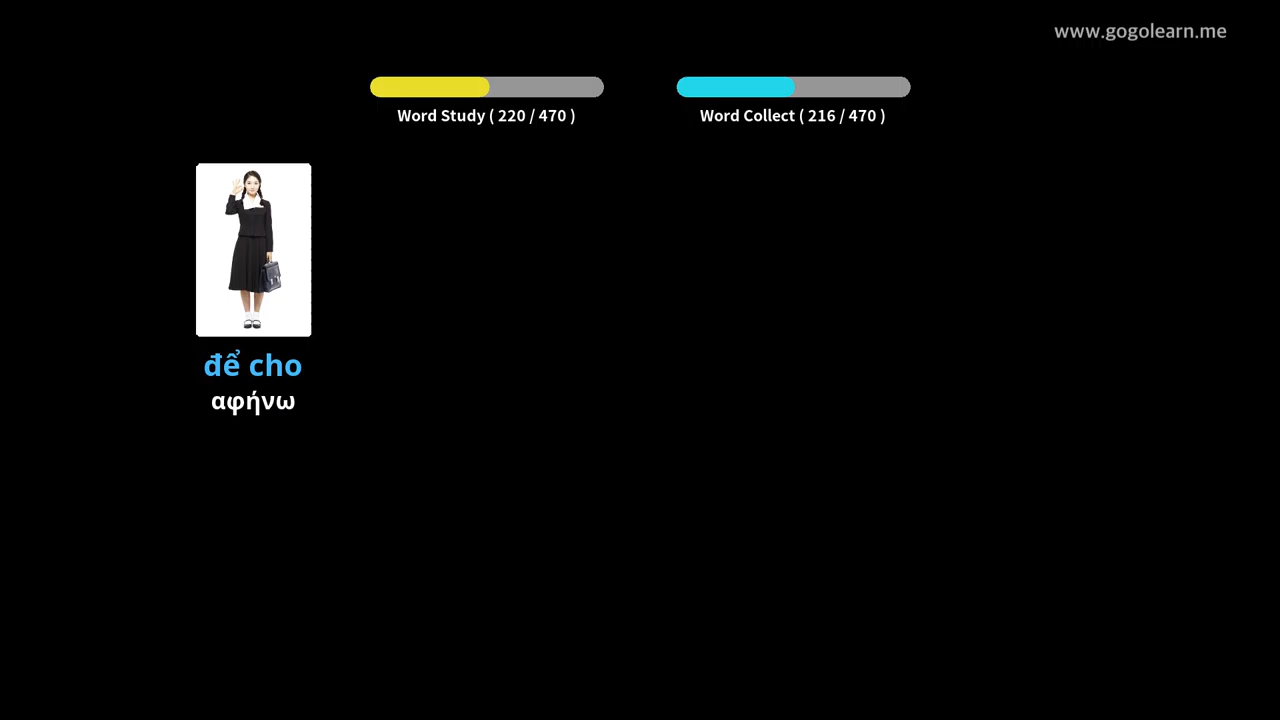 www.gogolearn.me
Word Study ( 220 / 470 )
Word Collect ( 216 / 470 )
để cho
αφήνω